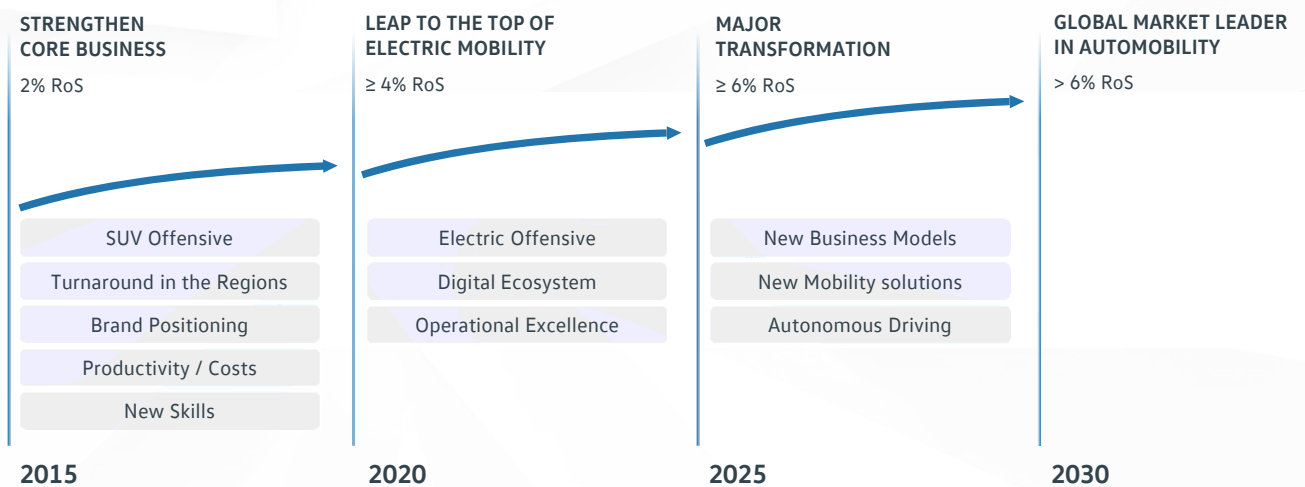 STRENGTHEN
CORE BUSINESS
2% RoS
SUV Offensive
Turnaround in the Regions
Brand Positioning
Productivity / Costs
New Skills
2015
LEAP TO THE TOP OF
ELECTRIC MOBILITY
≥ 4% RoS
Electric Offensive
Digital Ecosystem
Operational Excellence
2020
MAJOR
TRANSFORMATION
≥ 6% RoS
New Business Models
New Mobility solutions
Autonomous Driving
2025
GLOBAL MARKET LEADER
IN AUTOMOBILITY
> 6% RoS
2030